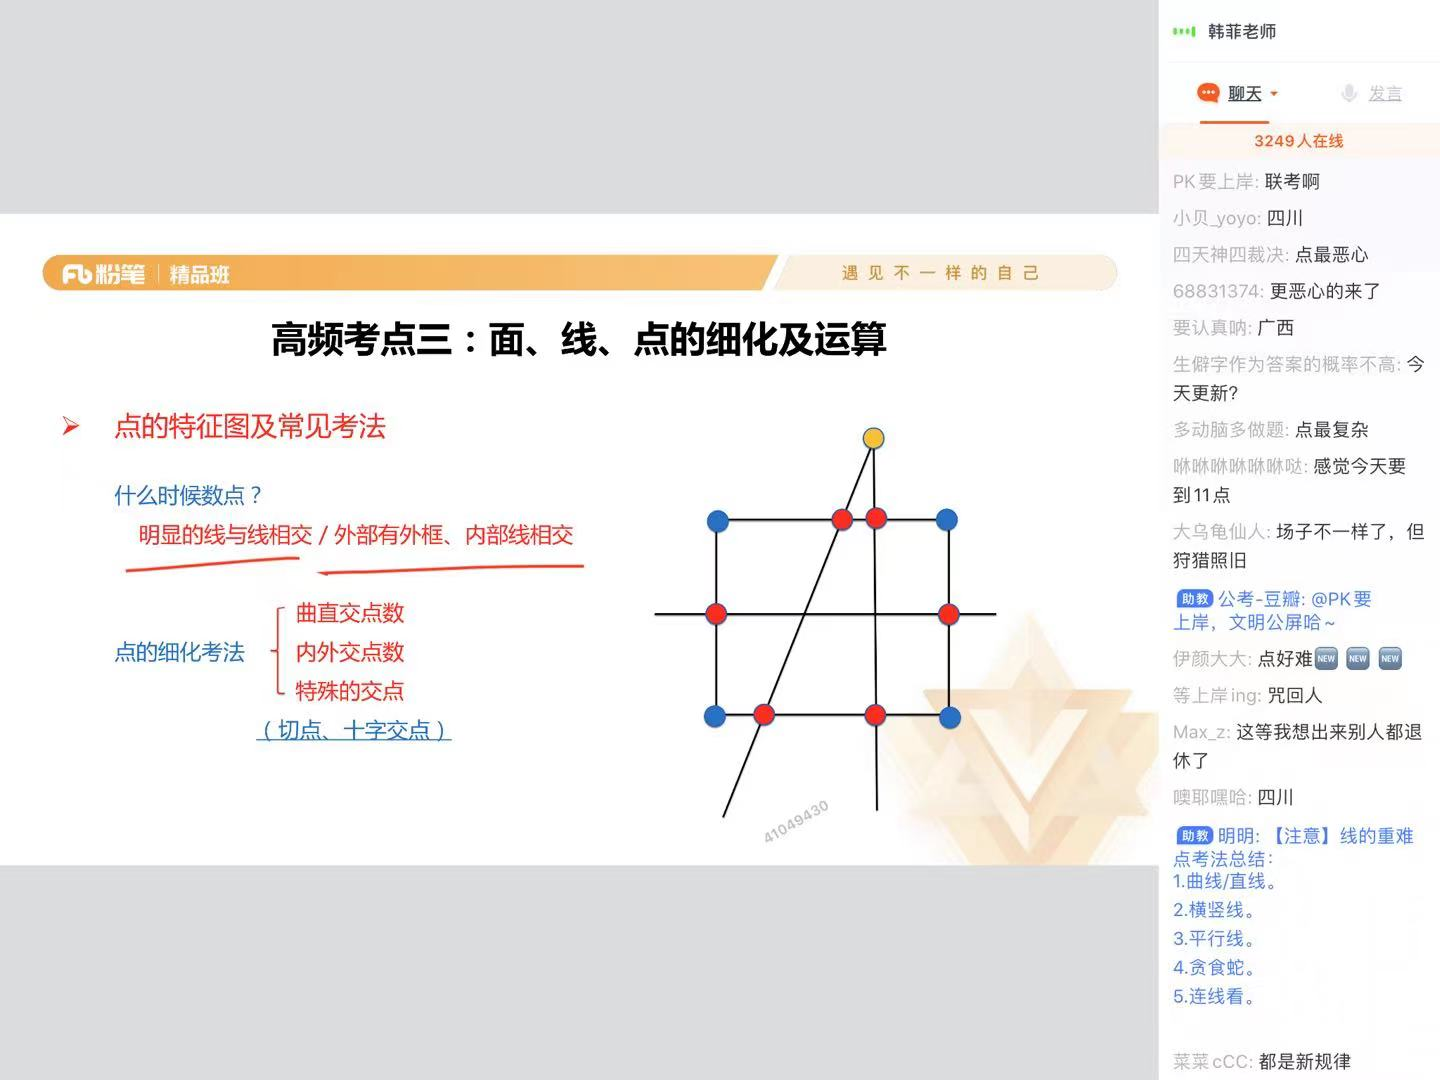 韩菲老师
聊天
发言
3249人在线
粉笔 精品班
遇见不一样的自己
高频考点三：面、线、点的细化及运算
点的特征图及常见考法
什么时候数点？
明显的线与线相交 / 外部有外框、内部线相交
点的细化考法
曲直交点数
内外交点数
特殊的交点
（切点、十字交点）
41049430
PK要上岸: 联考啊
小贝_yoyo: 四川
四天神四裁决: 点最恶心
68831374: 更恶心的来了
要认真呐: 广西
生僻字作为答案的概率不高: 今
天更新?
多动脑多做题: 点最复杂
咻咻咻咻咻咻哒: 感觉今天要
到11点
大乌龟仙人: 场子不一样了，但
狩猎照旧
助教 公考-豆瓣: @PK要
上岸，文明公屏哈~
伊颜大大: 点好难 NEW NEW NEW
等上岸ing: 咒回人
Max_z: 这等我想出来别人都退
休了
噢耶嘿哈: 四川
助教 明明: 【注意】线的重难
点考法总结：
1.曲线/直线。
2.横竖线。
3.平行线。
4.贪食蛇。
5.连线看。
菜菜cCC: 都是新规律